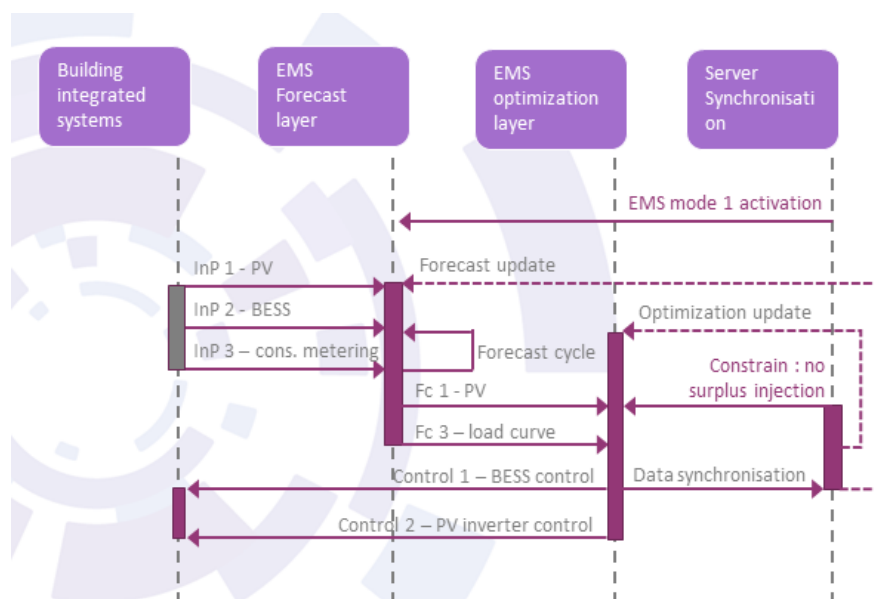 Building
integrated
systems
EMS
Forecast
layer
EMS
optimization
layer
Server
Synchronisati
on
EMS mode 1 activation
InP 1 - PV
Forecast update
InP 2 - BESS
Optimization update
InP 3 – cons. metering
Forecast cycle
Constrain : no
surplus injection
Fc 1 - PV
Fc 3 – load curve
Control 1 – BESS control
Data synchronisation
Control 2 – PV inverter control